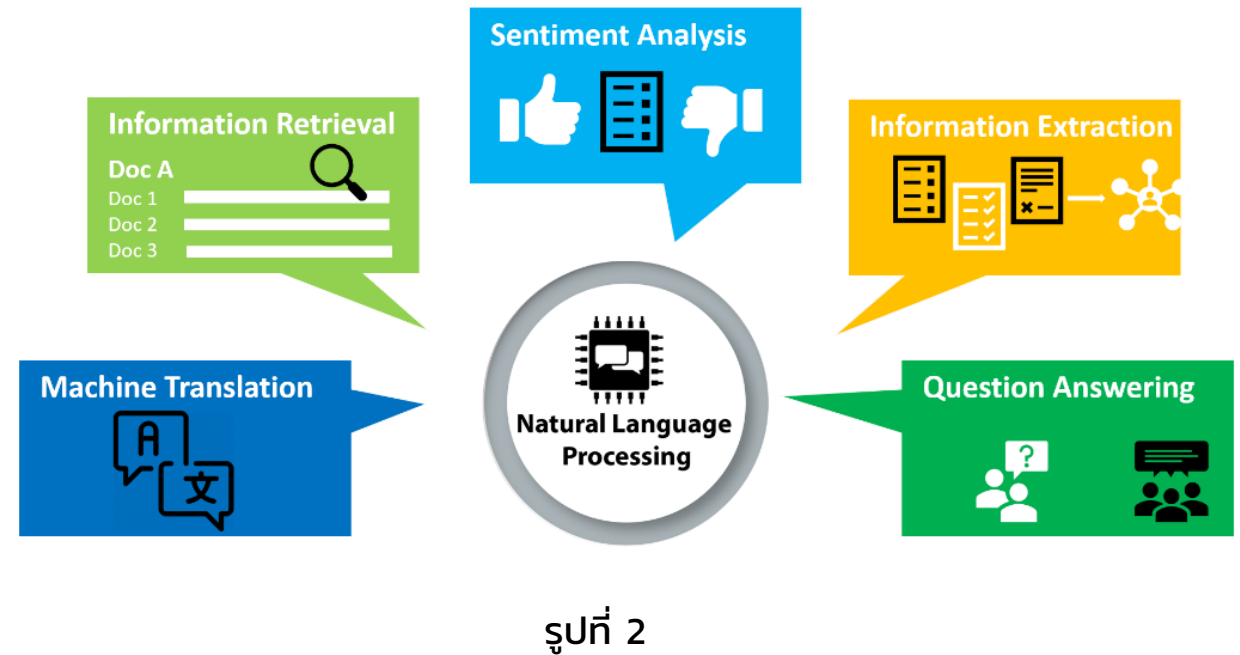 Sentiment Analysis
Information Retrieval
Doc A
Doc 1
Doc 2
Doc 3
Information Extraction
Machine Translation
A
文
Natural Language
Processing
Question Answering
?
รูปที่ 2